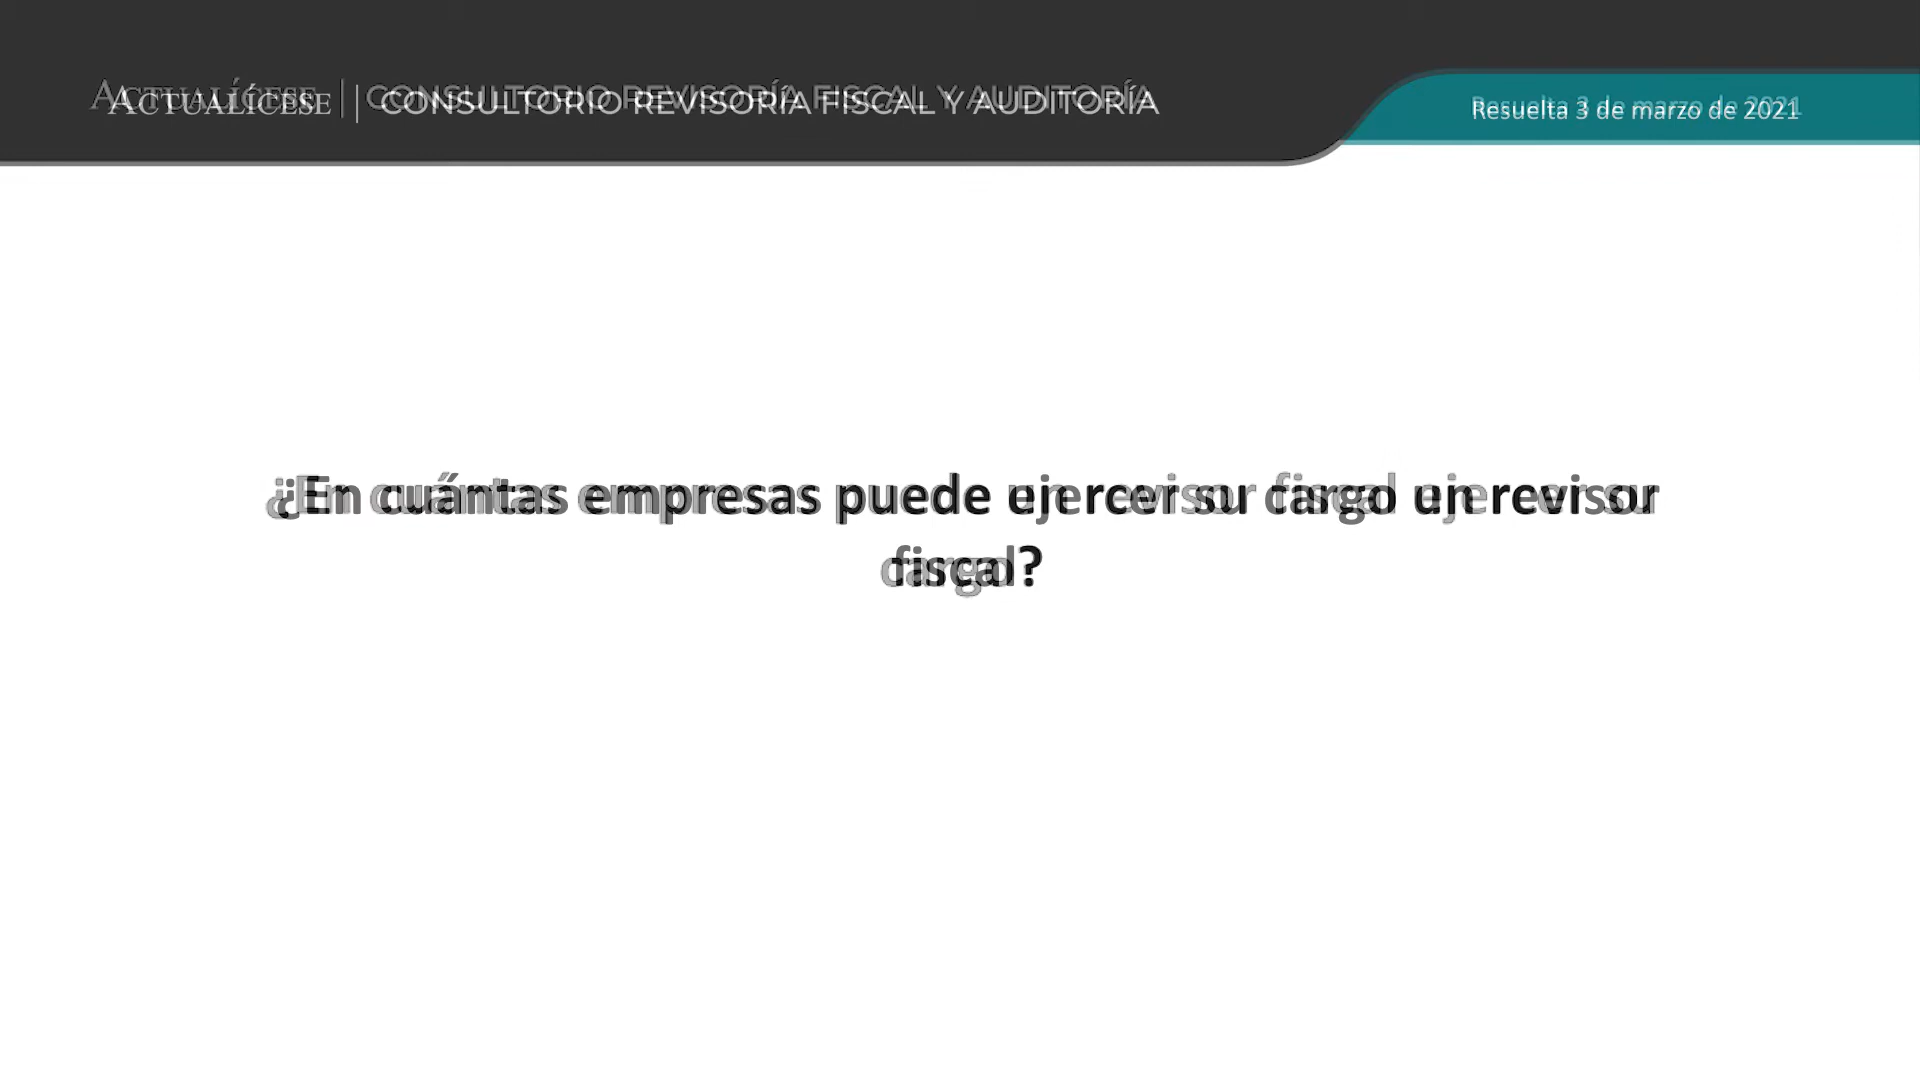 ACTUALÍCESE | CONSULTORIO REVISORÍA FISCAL Y AUDITORÍA
Resuelta 3 de marzo de 2021
¿En cuántas empresas puede ejercer su cargo un revisor
fiscal?